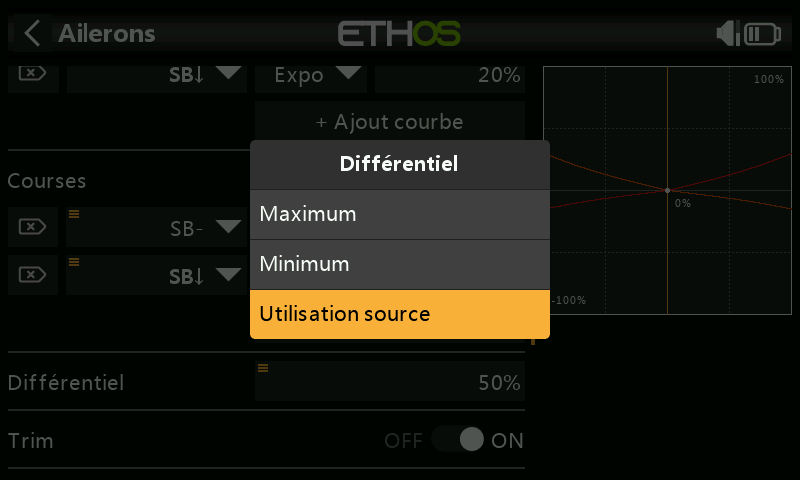 Ailerons
ETHOS
SB↓
Expo
20%
+ Ajout courbe
100%
Différentiel
Courses
Maximum
SB-
0%
Minimum
SB↓
-100%
Utilisation source
Différentiel
50%
Trim
OFF
ON